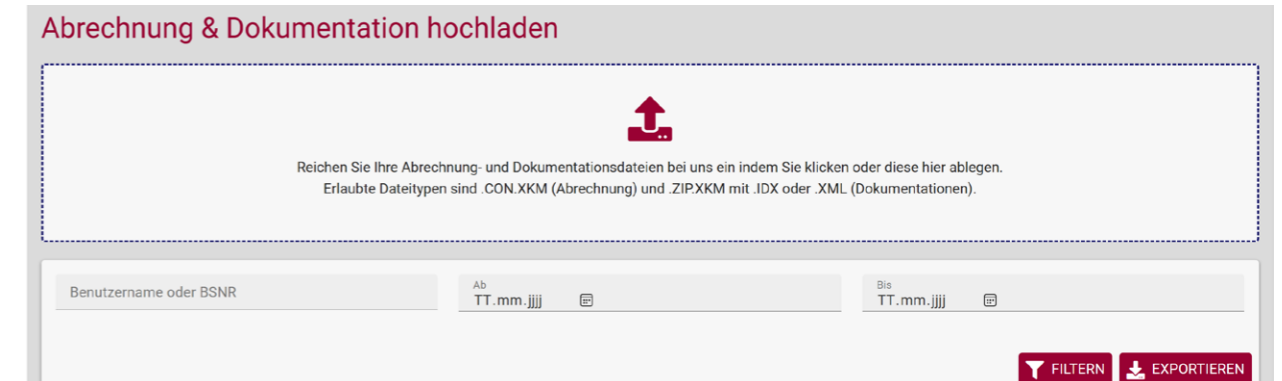 Abrechnung & Dokumentation hochladen
Reichen Sie Ihre Abrechnung- und Dokumentationsdateien bei uns ein indem Sie klicken oder diese hier ablegen.
Erlaubte Dateitypen sind .CON.XKM (Abrechnung) und .ZIP.XKM mit .IDX oder .XML (Dokumentationen).
Benutzername oder BSNR
Ab
TT.mm.jjjj
Bis
TT.mm.jjjj
FILTERN
EXPORTIEREN